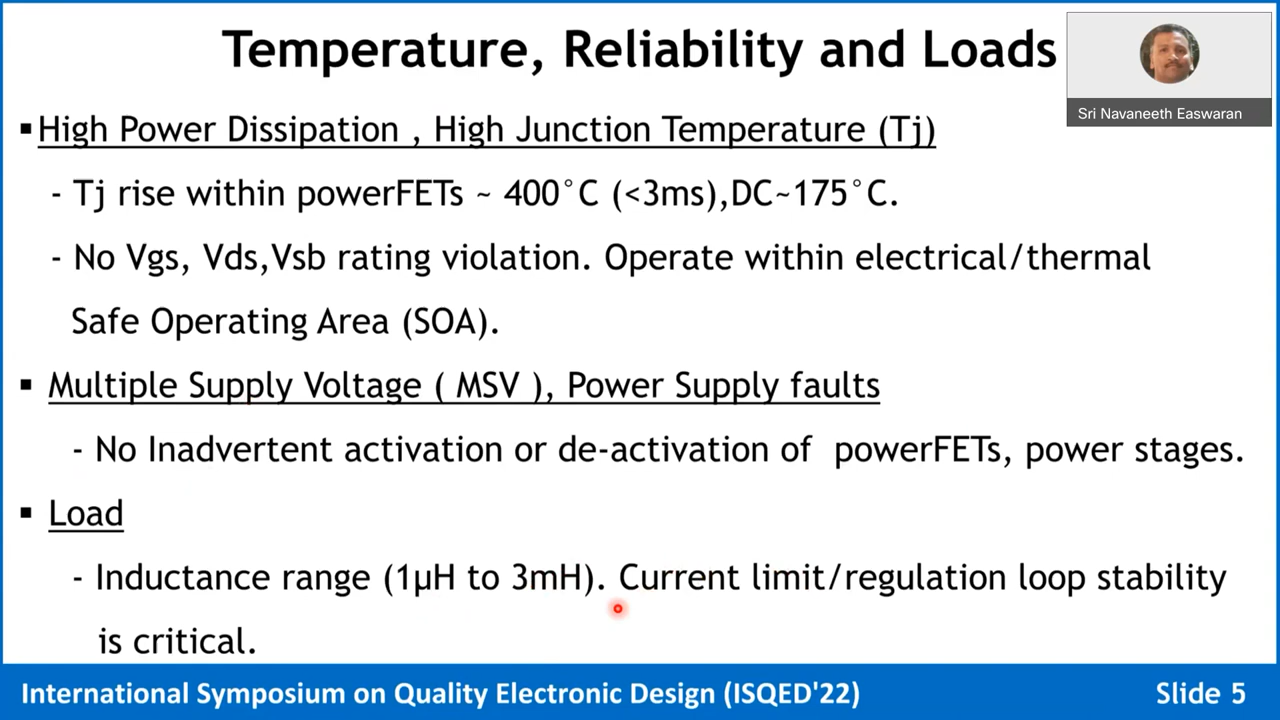 Temperature, Reliability and Loads
Sri Navaneeth Easwaran
▪High Power Dissipation , High Junction Temperature (Tj)
- Tj rise within powerFETs ~ 400°C (<3ms),DC~175°C.
- No Vgs, Vds,Vsb rating violation. Operate within electrical/thermal
Safe Operating Area (SOA).
▪ Multiple Supply Voltage ( MSV ), Power Supply faults
- No Inadvertent activation or de-activation of powerFETs, power stages.
▪ Load
- Inductance range (1µH to 3mH). Current limit/regulation loop stability
is critical.
International Symposium on Quality Electronic Design (ISQED'22)
Slide 5